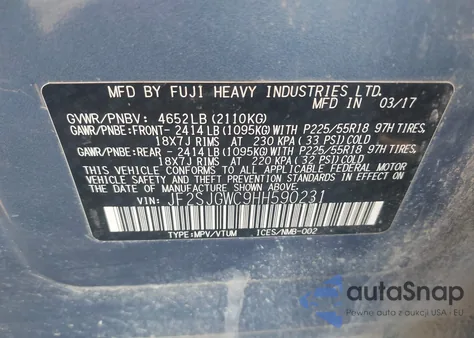 MFD BY FUJI HEAVY INDUSTRIES LTD.
GVWR/PNBV: 4652LB (2110KG) MFD IN 03/17
GAWR/PNBE:FRONT- 2414 LB (1095KG) WITH P225/55R18 97H TIRES.
18X7J RIMS AT 230 KPA (33 PSI) COLD
GAWR/PNBE:REAR - 2414 LB (1095KG) WITH P225/55R18 97H TIRES.
18X7J RIMS AT 220 KPA (32 PSI) COLD
THIS VEHICLE CONFORMS TO ALL APPLICABLE FEDERAL MOTOR
VEHICLE SAFETY AND THEFT PREVENTION STANDARDS IN EFFECT
ON THE DATE OF MANUFACTURE SHOWN ABOVE.
VIN: JF2SJGWC9HH590231
TYPE:MPV/VTUM ICES/NMB-002
autoSnap
Automobile Export • USA / EU